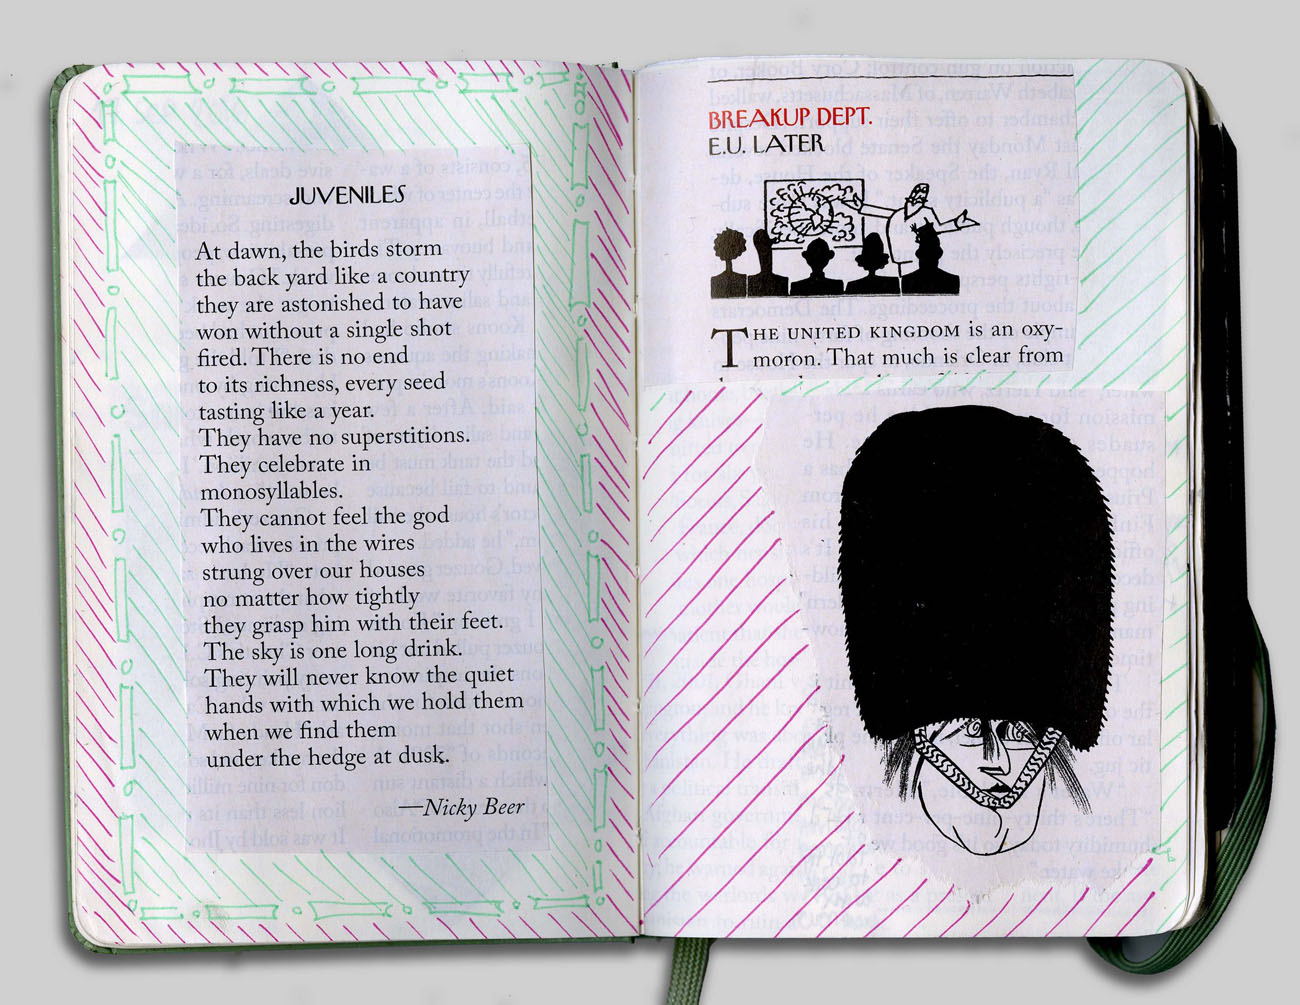 JUVENILES
At dawn, the birds storm
the back yard like a country
they are astonished to have
won without a single shot
fired. There is no end
to its richness, every seed
tasting like a year.
They have no superstitions.
They celebrate in
monosyllables.
They cannot feel the god
who lives in the wires
strung over our houses
no matter how tightly
they grasp him with their feet.
The sky is one long drink.
They will never know the quiet
hands with which we hold them
when we find them
under the hedge at dusk.
—Nicky Beer
BREAKUP DEPT.
E.U. LATER
THE UNITED KINGDOM is an oxy-
moron. That much is clear from